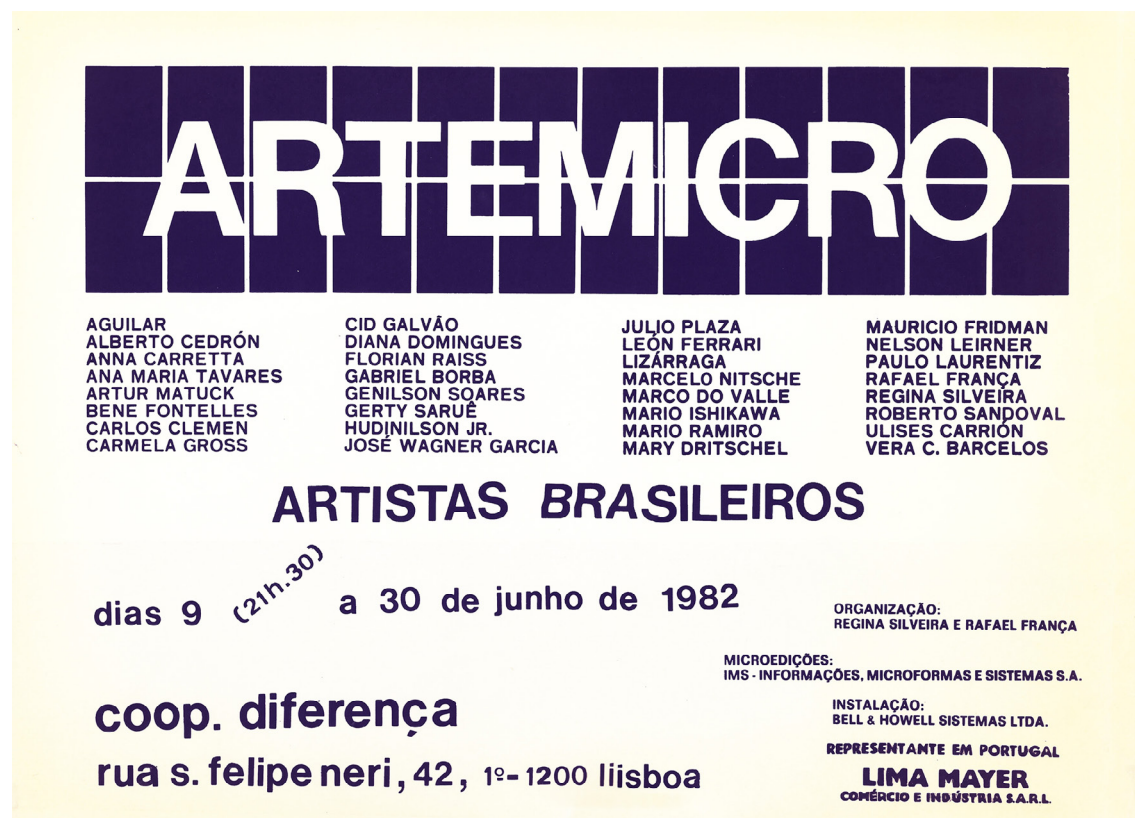 ARTEMICRO
AGUILAR
ALBERTO CEDRÓN
ANNA CARRETTA
ANA MARIA TAVARES
ARTUR MATUCK
BENE FONTELLES
CARLOS CLEMEN
CARMELA GROSS
CID GALVÃO
DIANA DOMINGUES
FLORIAN RAISS
GABRIEL BORBA
GENILSON SOARES
GERTY SARUÊ
HUDINILSON JR.
JOSÉ WAGNER GARCIA
JULIO PLAZA
LEÓN FERRARI
LIZÁRRAGA
MARCELO NITSCHE
MARCO DO VALLE
MARIO ISHIKAWA
MARIO RAMIRO
MARY DRITSCHEL
MAURICIO FRIDMAN
NELSON LEIRNER
PAULO LAURENTIZ
RAFAEL FRANÇA
REGINA SILVEIRA
ROBERTO SANDOVAL
ULISES CARRIÓN
VERA C. BARCELOS
ARTISTAS BRASILEIROS
dias 9 (21h.30) a 30 de junho de 1982
ORGANIZAÇÃO:
REGINA SILVEIRA E RAFAEL FRANÇA
MICROEDIÇÕES:
IMS - INFORMAÇÕES, MICROFORMAS E SISTEMAS S.A.
INSTALAÇÃO:
BELL & HOWELL SISTEMAS LTDA.
REPRESENTANTE EM PORTUGAL
LIMA MAYER
COMÉRCIO E INDÚSTRIA S.A.R.L.
coop. diferença
rua s. felipe neri, 42, 1º- 1200 liisboa